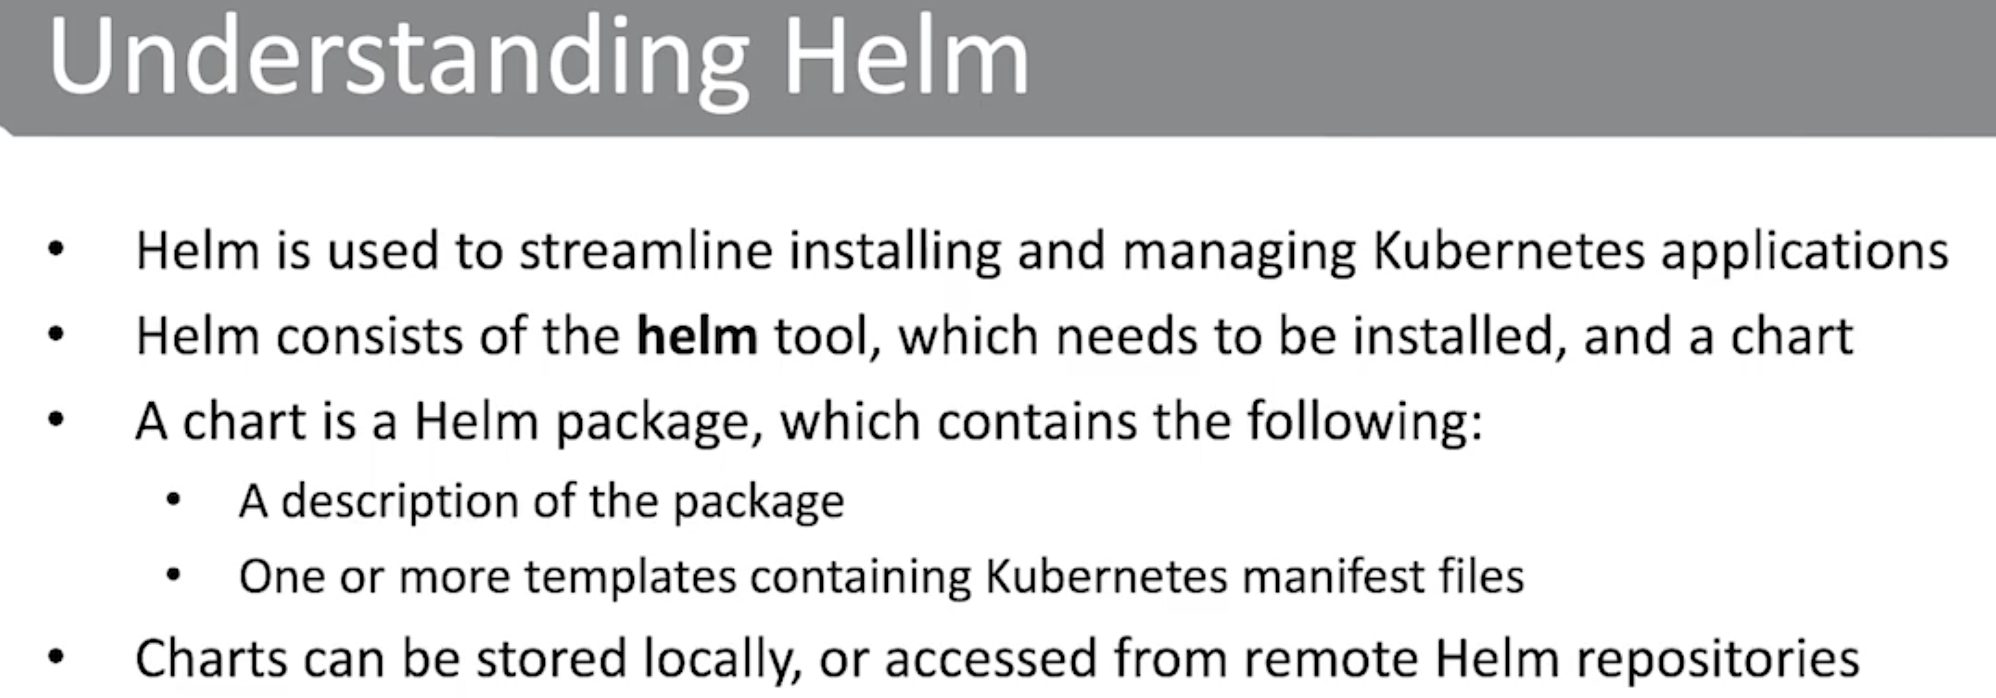 Understanding Helm
• Helm is used to streamline installing and managing Kubernetes applications
• Helm consists of the helm tool, which needs to be installed, and a chart
• A chart is a Helm package, which contains the following:
• A description of the package
• One or more templates containing Kubernetes manifest files
• Charts can be stored locally, or accessed from remote Helm repositories